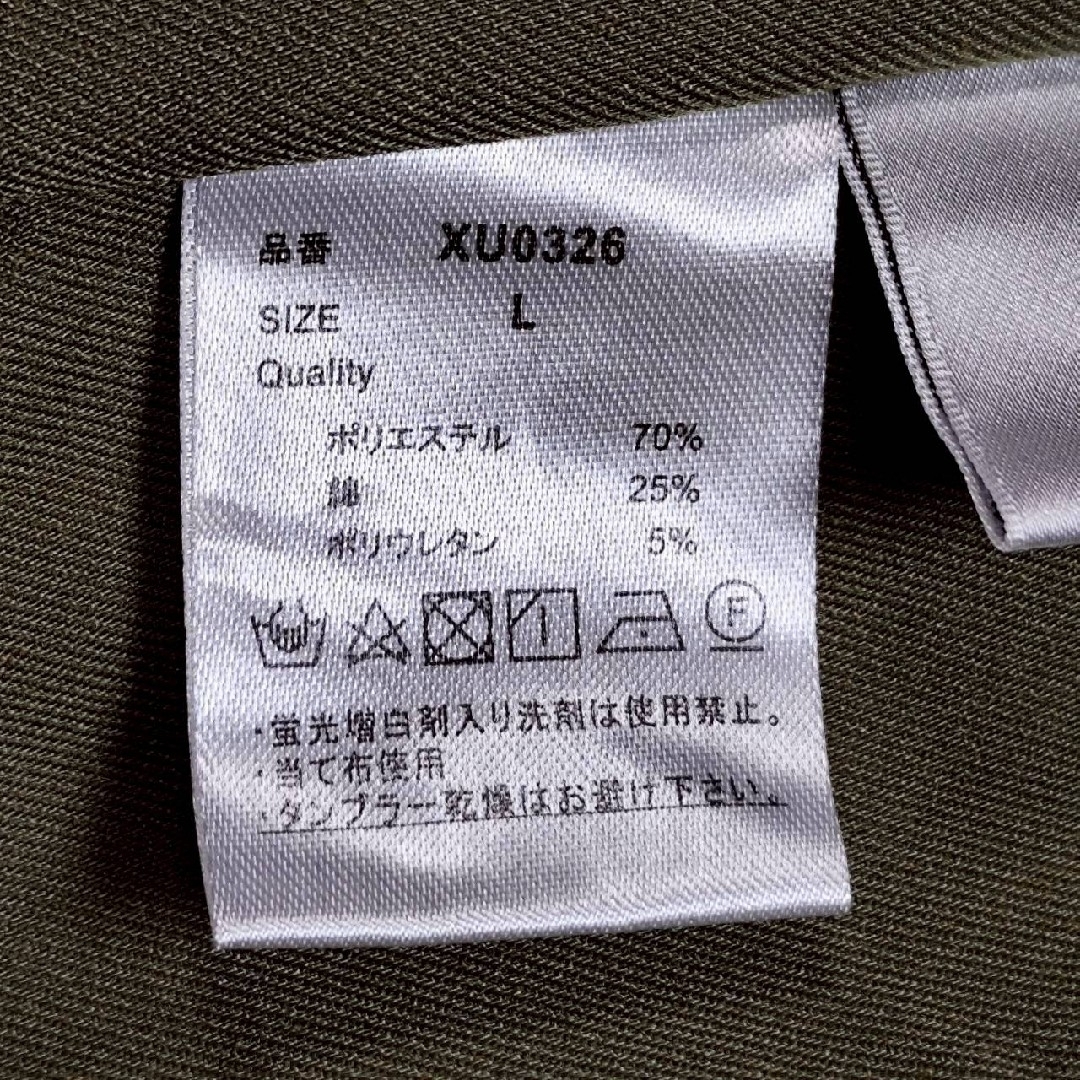 品番 XU0326
SIZE L
Quality
ポリエステル 70%
綿 25%
ポリウレタン 5%
F
・蛍光増白剤入り洗剤は使用禁止。
・当て布使用
・タンブラー乾燥はお避け下さい。